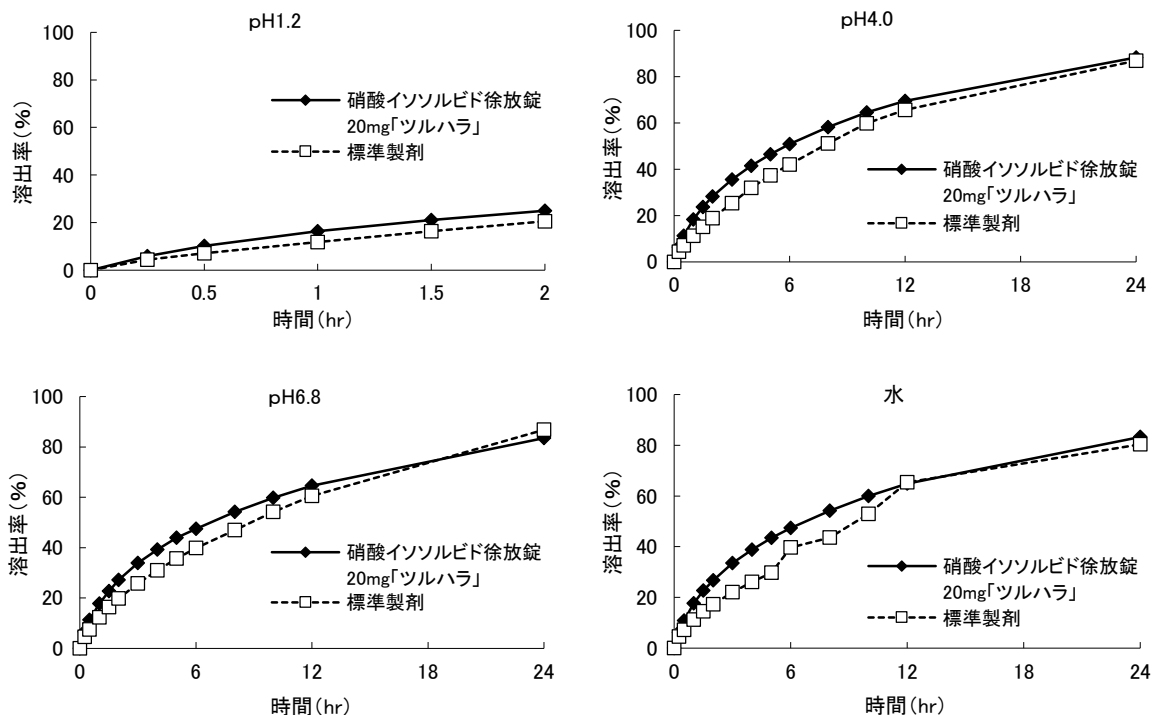 pH1.2
100
80
60
40
20
0
溶出率(%)
0
0.5
1
1.5
2
時間(hr)
硝酸イソソルビド徐放錠
20mg「ツルハラ」
標準製剤
pH4.0
100
80
60
40
20
0
溶出率(%)
0
6
12
18
24
時間(hr)
硝酸イソソルビド徐放錠
20mg「ツルハラ」
標準製剤
pH6.8
100
80
60
40
20
0
溶出率(%)
0
6
12
18
24
時間(hr)
硝酸イソソルビド徐放錠
20mg「ツルハラ」
標準製剤
水
100
80
60
40
20
0
溶出率(%)
0
6
12
18
24
時間(hr)
硝酸イソソルビド徐放錠
20mg「ツルハラ」
標準製剤